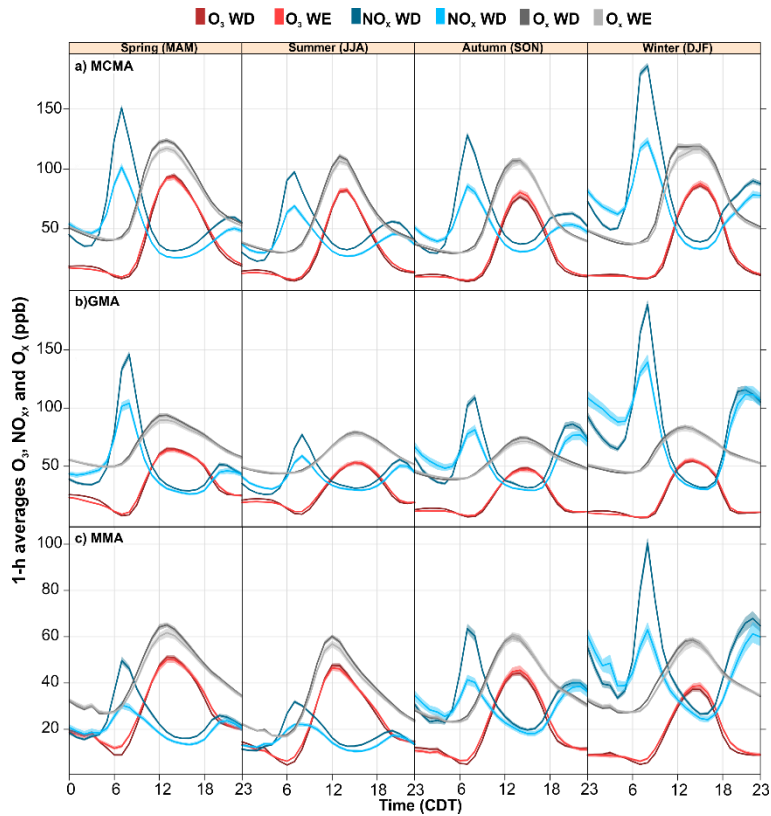 O₃ WD O₃ WE NOₓ WD NOₓ WD Oₓ WD Oₓ WE
Spring (MAM) Summer (JJA) Autumn (SON) Winter (DJF)
a) MCMA
150
100
50
b)GMA
150
100
50
c) MMA
100
80
60
40
20
1-h averages O₃, NOₓ, and Oₓ (ppb)
0 6 12 18 23 6 12 18 23 6 12 18 23 6 12 18 23
Time (CDT)